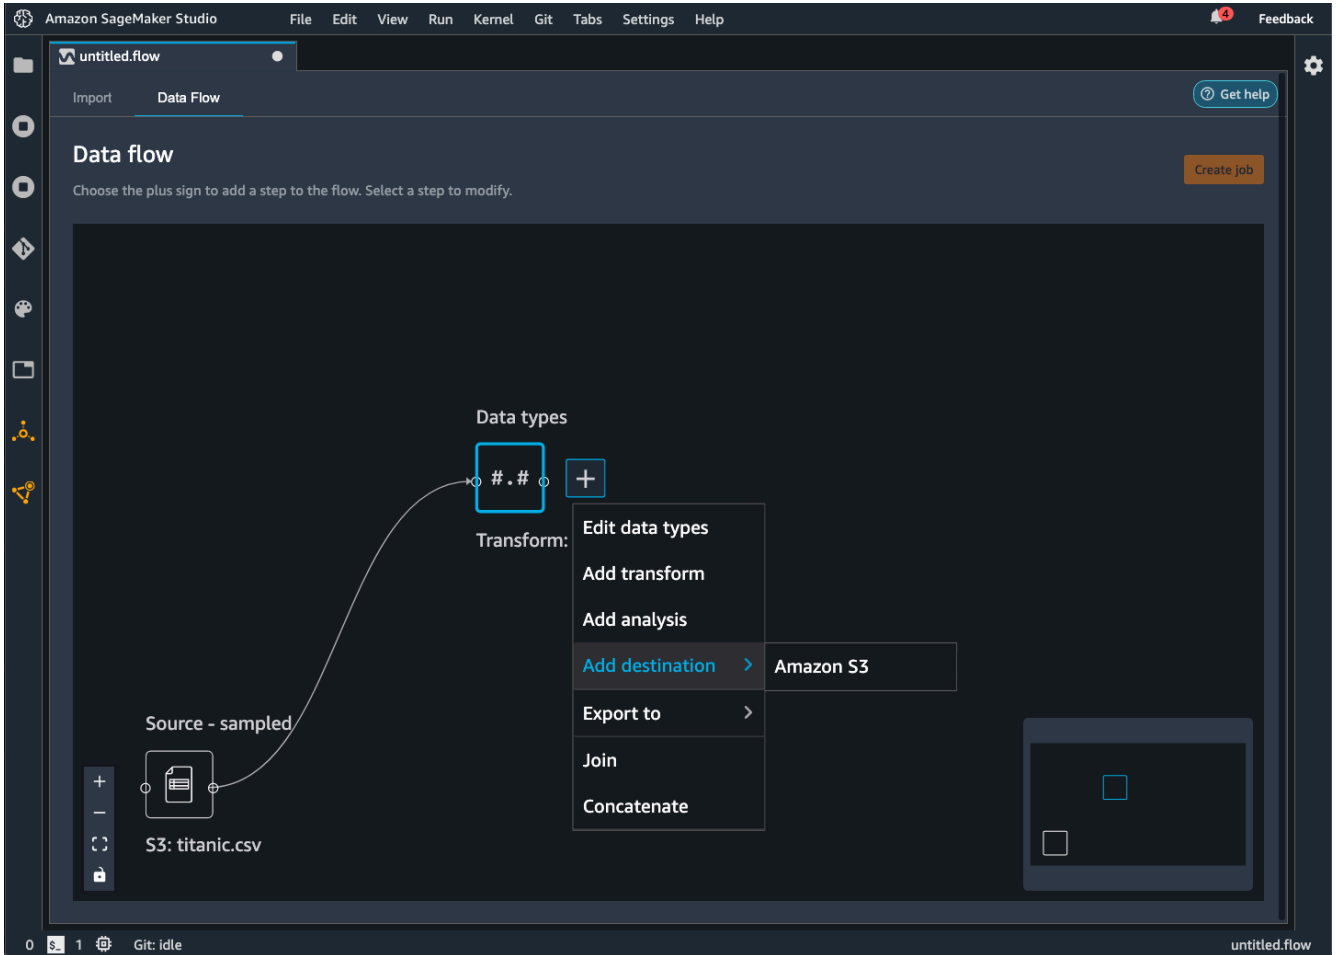 Amazon SageMaker Studio File Edit View Run Kernel Git Tabs Settings Help 4 Feedback
untitled.flow
Import Data Flow Get help
Data flow
Create job
Choose the plus sign to add a step to the flow. Select a step to modify.
Data types
#.#
Transform:
Edit data types
Add transform
Add analysis
Add destination Amazon S3
Export to
Join
Concatenate
Source - sampled
S3: titanic.csv
0 $_ 1 Git: idle untitled.flow